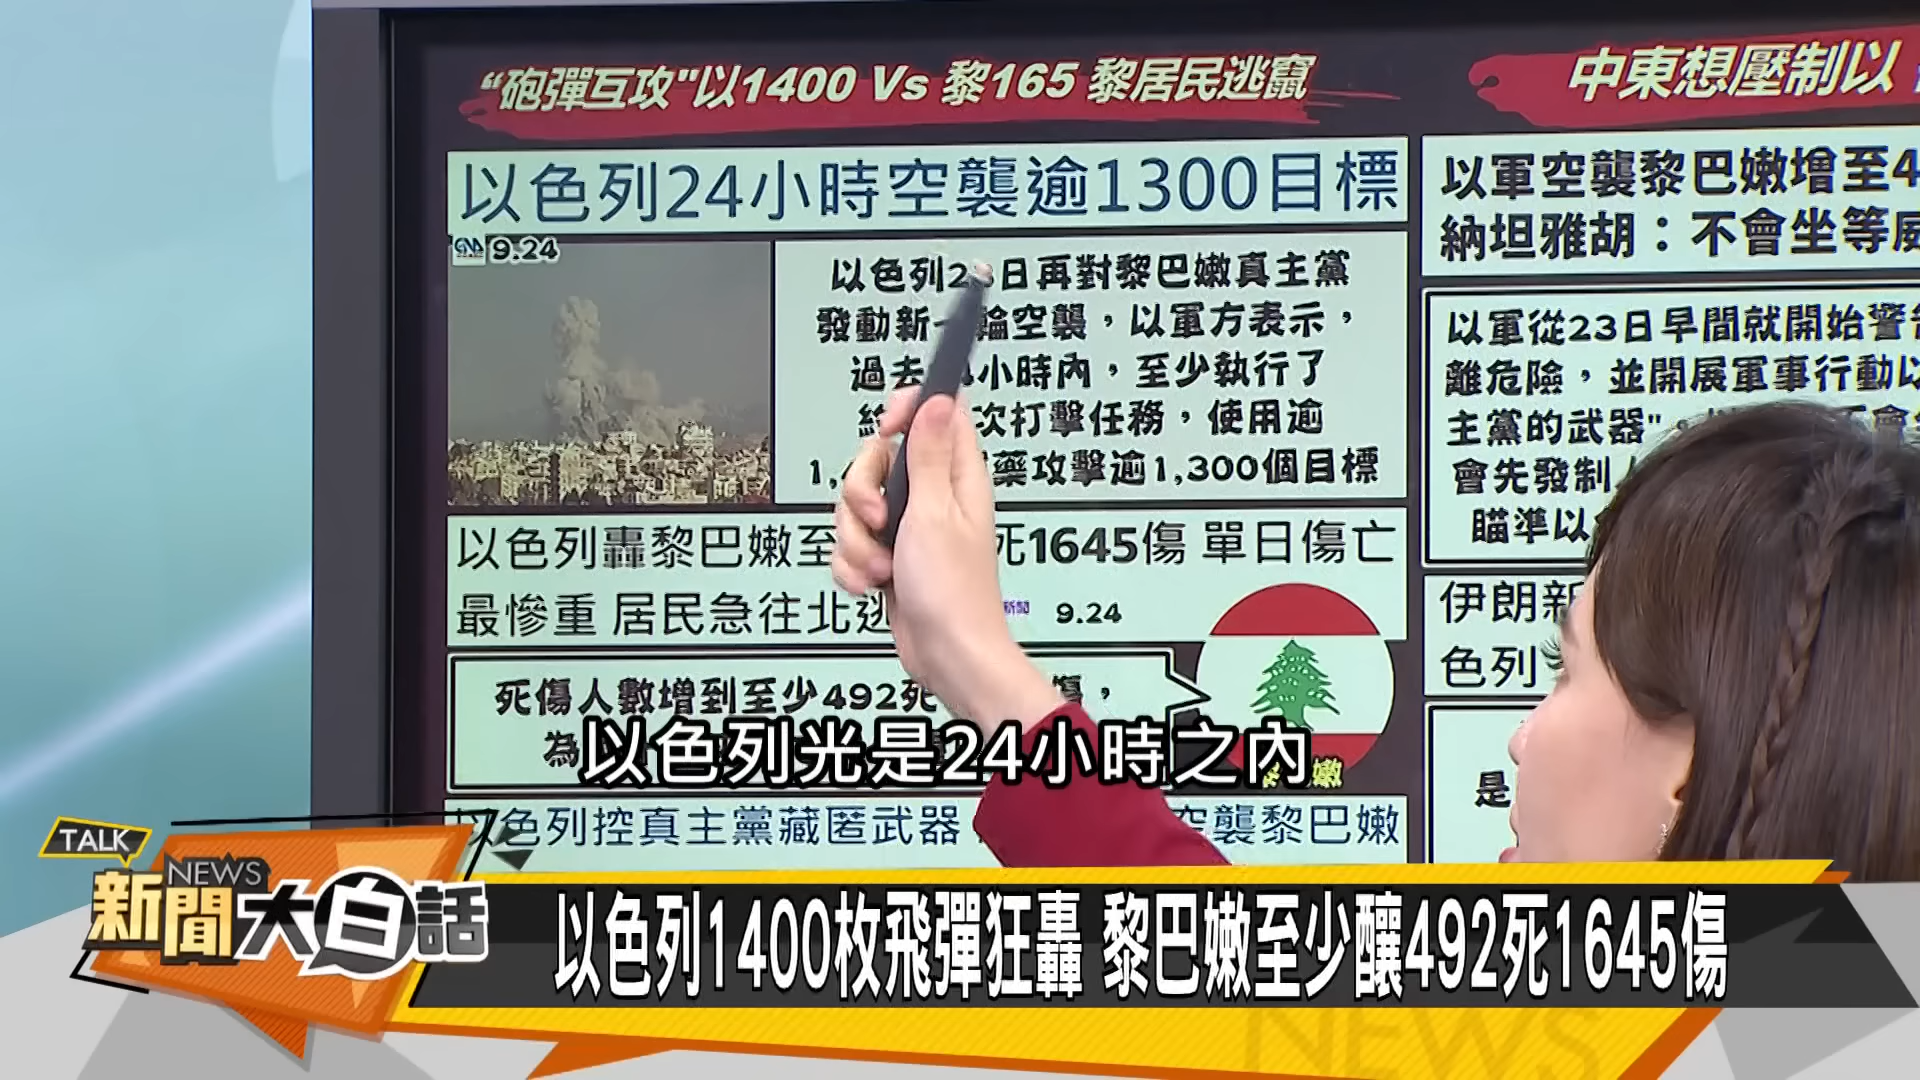 “砲彈互攻"以1400 Vs 黎165 黎居民逃竄
以色列24小時空襲逾1300目標
9.24
以色列23日再對黎巴嫩真主黨
發動新一輪空襲，以軍方表示，
過去 小時內，至少執行了
次打擊任務，使用逾
藥攻擊逾1,300個目標
以色列轟黎巴嫩至 死1645傷 單日傷亡
最慘重 居民急往北逃
新聞 9.24
死傷人數增到至少492死 傷，
為
嫩
以色列控真主黨藏匿武器 空襲黎巴嫩
中東想壓制以
以軍空襲黎巴嫩增至4
納坦雅胡：不會坐等威
以軍從23日早間就開始警告
離危險，並開展軍事行動以
主黨的武器"
會先發制人
瞄準以
伊朗新
色列
是
以色列光是24小時之內
TALK
NEWS
新聞大白話
以色列1400枚飛彈狂轟 黎巴嫩至少釀492死1645傷
NEWS